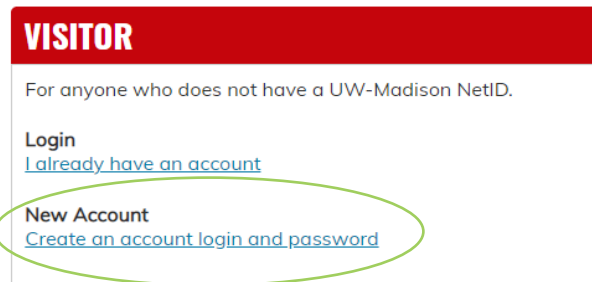 VISITOR
For anyone who does not have a UW-Madison NetID.
Login
I already have an account
New Account
Create an account login and password